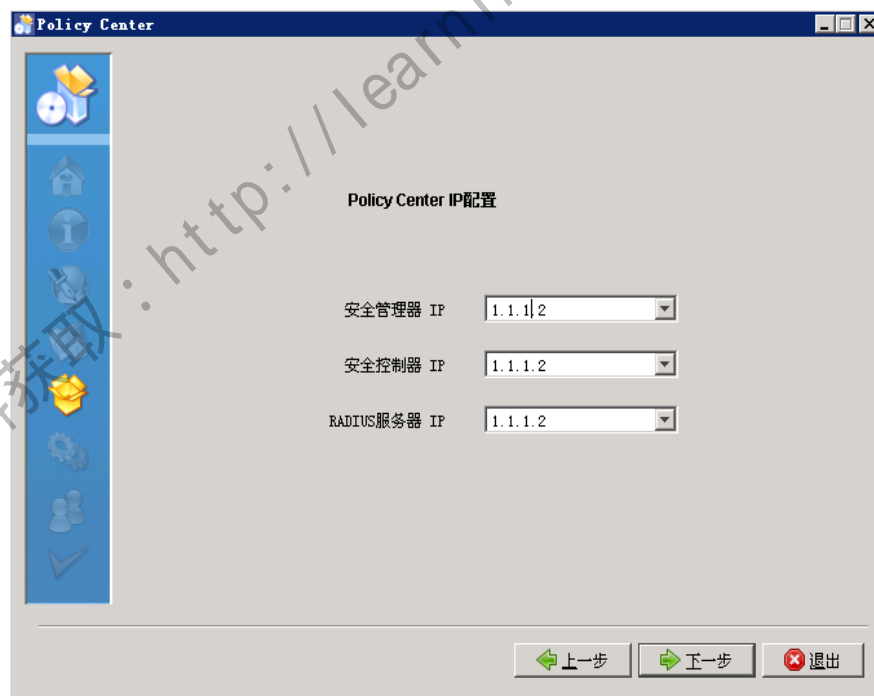 Policy Center
Policy Center IP配置
安全管理器 IP
1.1.1.2
安全控制器 IP
1.1.1.2
RADIUS服务器 IP
1.1.1.2
上一步
下一步
退出
获取:http://learn